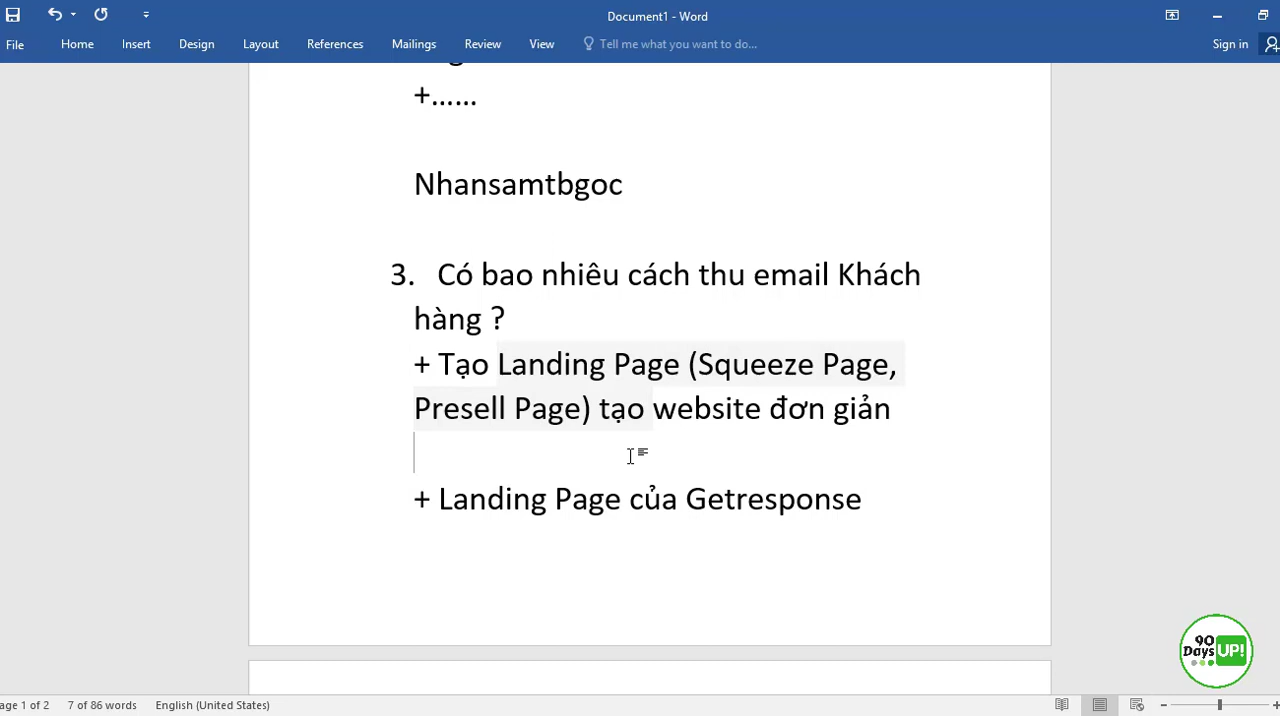 Document1 - Word
File Home Insert Design Layout References Mailings Review View Tell me what you want to do... Sign in
+......
Nhansamtbgoc
3. Có bao nhiêu cách thu email Khách
hàng ?
+ Tạo Landing Page (Squeeze Page,
Presell Page) tạo website đơn giản
+ Landing Page của Getresponse
90
Days UP!
age 1 of 2 7 of 86 words English (United States)